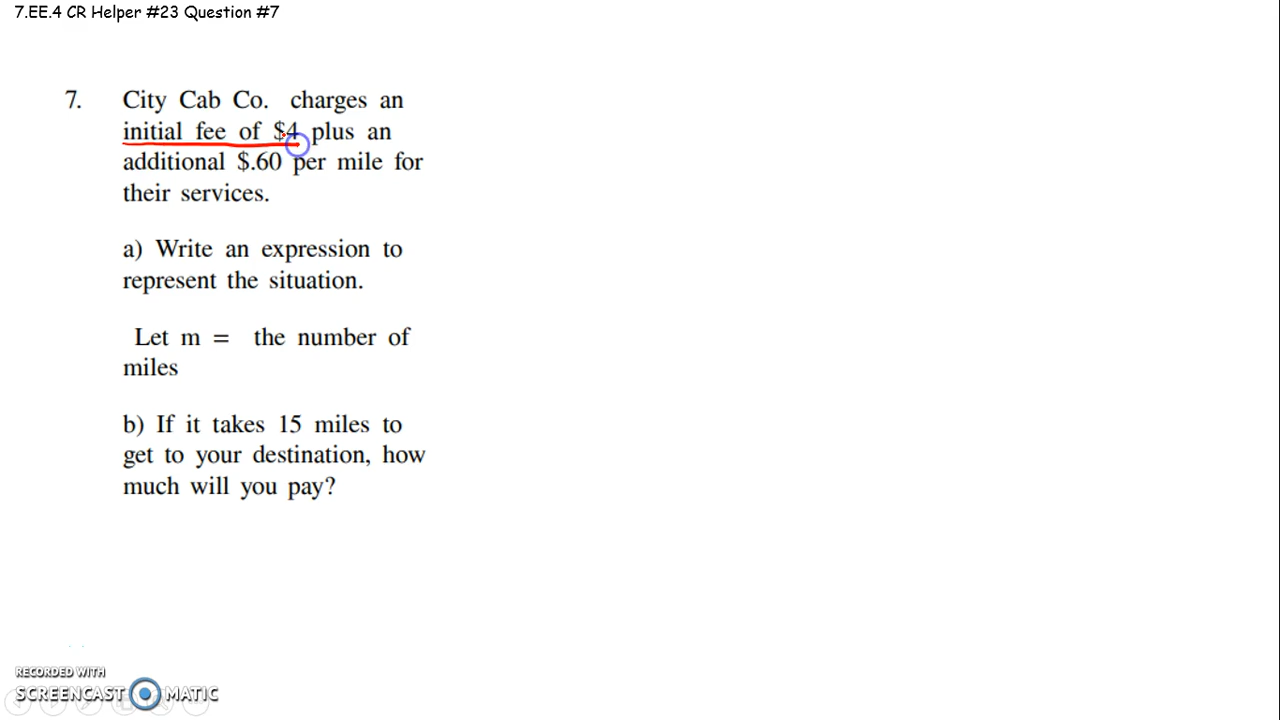 7.EE.4 CR Helper #23 Question #7
7. City Cab Co. charges an
initial fee of $4 plus an
additional $.60 per mile for
their services.
a) Write an expression to
represent the situation.
Let m = the number of
miles
b) If it takes 15 miles to
get to your destination, how
much will you pay?
RECORDED WITH
SCREENCAST MATIC